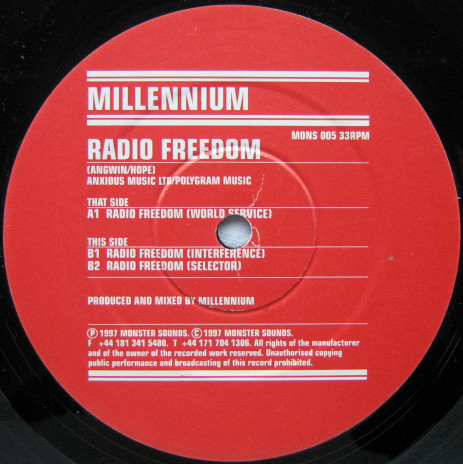 MILLENNIUM
MONS 005 33RPM
RADIO FREEDOM
(ANGWIN/HOPE)
ANXIOUS MUSIC LTD/POLYGRAM MUSIC
THAT SIDE
A1 RADIO FREEDOM (WORLD SERVICE)
THIS SIDE
B1 RADIO FREEDOM (INTERFERENCE)
B2 RADIO FREEDOM (SELECTOR)
PRODUCED AND MIXED BY MILLENNIUM
Ⓟ 1997 MONSTER SOUNDS. © 1997 MONSTER SOUNDS.
F +44 181 341 5480. T +44 171 704 1306. All rights of the manufacturer
and of the owner of the recorded work reserved. Unauthorised copying
public performance and broadcasting of this record prohibited.